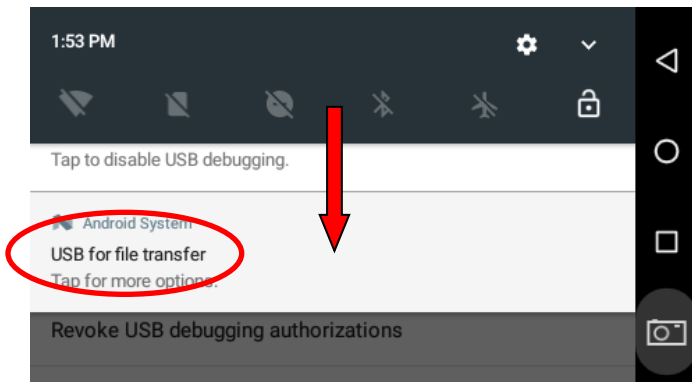 1:53 PM
Tap to disable USB debugging.
Android System
USB for file transfer
Tap for more options.
Revoke USB debugging authorizations